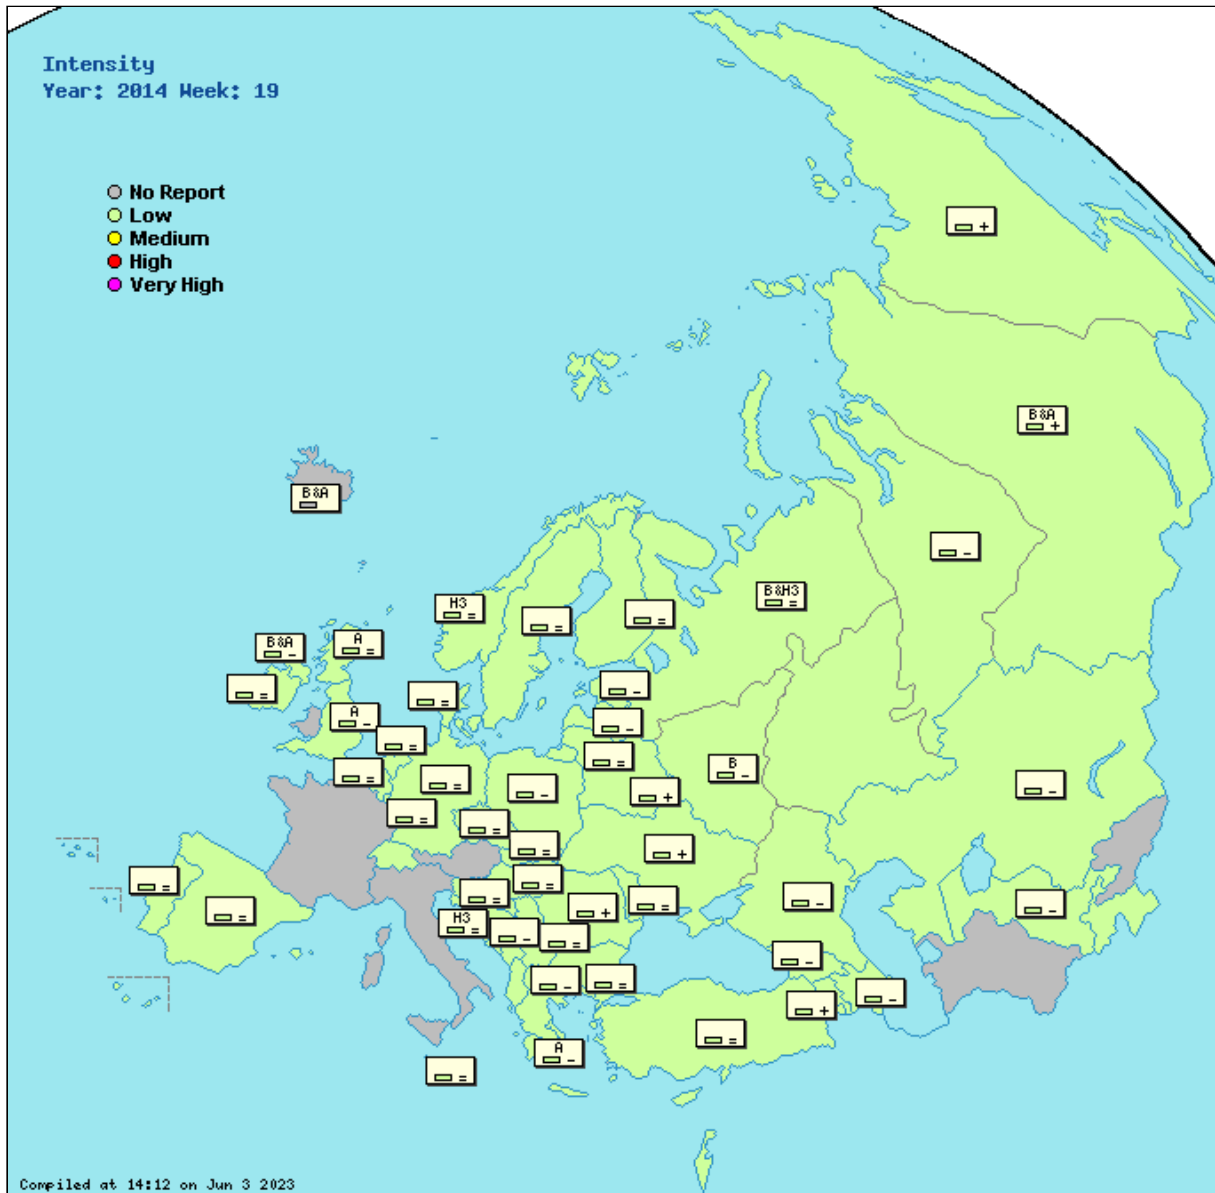 Intensity
Year: 2014 Week: 19
No Report
Low
Medium
High
Very High
+
B&A
+
B&A
-
B&H3
=
H3
=
=
=
B&A
-
A
=
=
-
=
A
-
-
=
=
B
-
=
=
-
-
+
=
=
=
+
=
=
=
=
+
=
-
-
=
H3
=
-
=
-
-
=
-
+
=
A
-
=
Compiled at 14:12 on Jun 3 2023